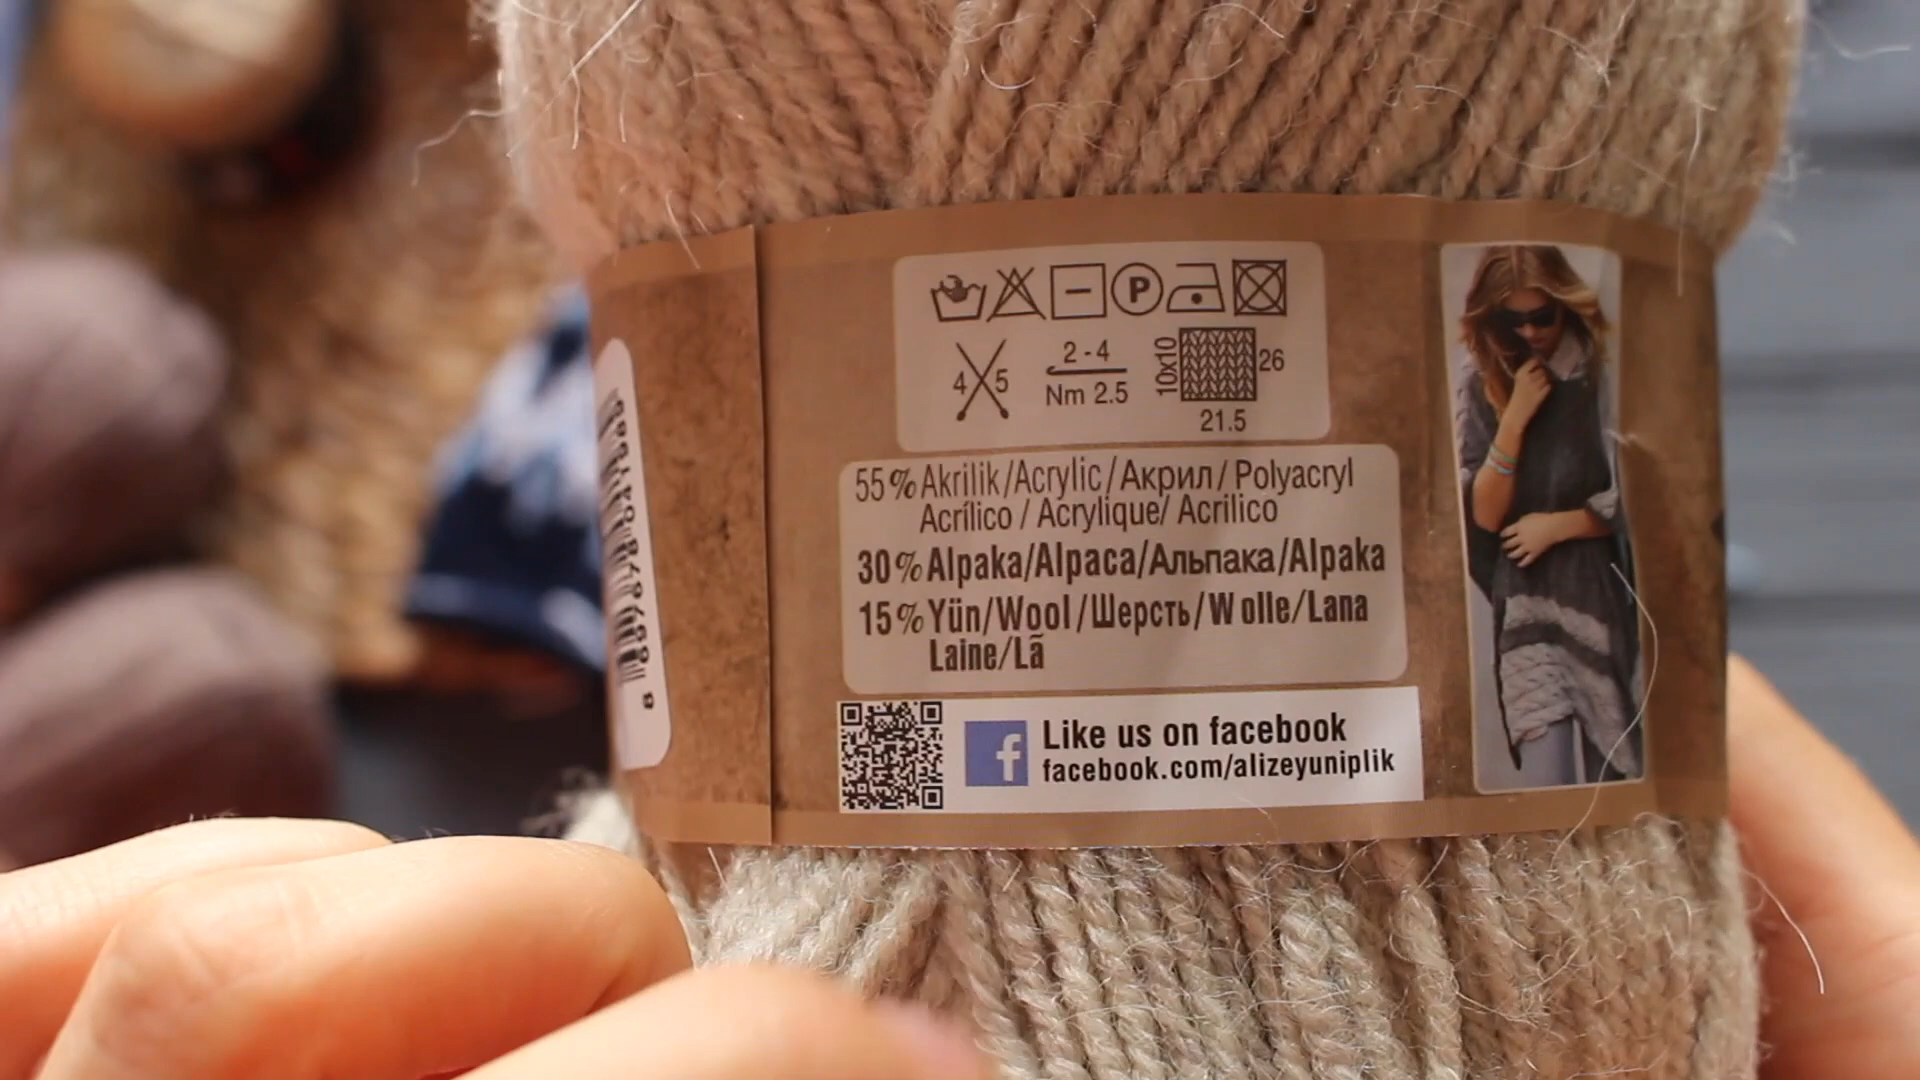 P
4 5
2 - 4
Nm 2.5
10x10
26
21.5
55% Akrilik/Acrylic/Акрил/Polyacryl
Acrílico / Acrylique/ Acrilico
30% Alpaka/Alpaca/Альпака/Alpaka
15% Yün/Wool/Шерсть/W olle/Lana
Laine/Lã
f
Like us on facebook
facebook.com/alizeyuniplik